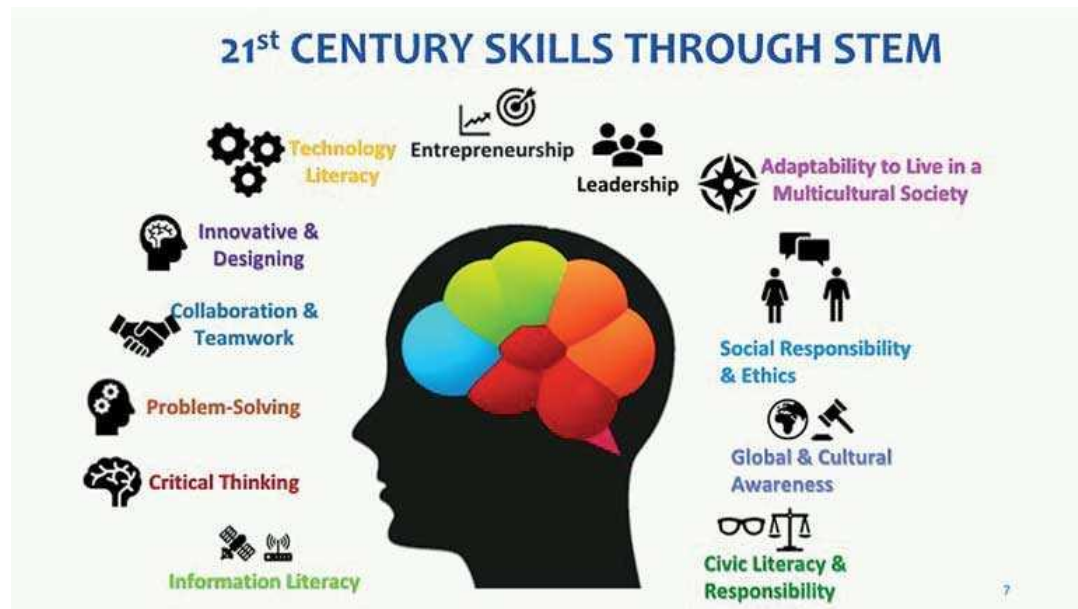 21st CENTURY SKILLS THROUGH STEM
Technology
Literacy
Entrepreneurship
Leadership
Adaptability to Live in a
Multicultural Society
Innovative &
Designing
Collaboration &
Teamwork
Problem-Solving
Critical Thinking
Information Literacy
Social Responsibility
& Ethics
Global & Cultural
Awareness
Civic Literacy &
Responsibility
7